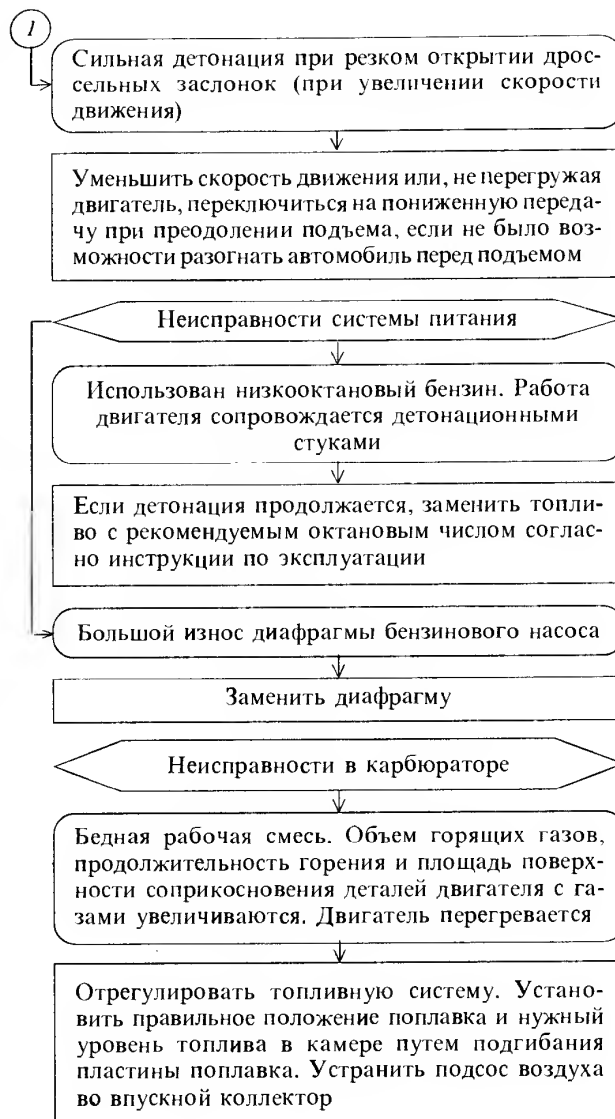 1
Сильная детонация при резком открытии дрос-
сельных заслонок (при увеличении скорости
движения)
Уменьшить скорость движения или, не перегружая
двигатель, переключиться на пониженную переда-
чу при преодолении подъема, если не было воз-
можности разогнать автомобиль перед подъемом
Неисправности системы питания
Использован низкооктановый бензин. Работа
двигателя сопровождается детонационными
стуками
Если детонация продолжается, заменить топли-
во с рекомендуемым октановым числом соглас-
но инструкции по эксплуатации
Большой износ диафрагмы бензинового насоса
Заменить диафрагму
Неисправности в карбюраторе
Бедная рабочая смесь. Объем горящих газов,
продолжительность горения и площадь поверх-
ности соприкосновения деталей двигателя с га-
зами увеличиваются. Двигатель перегревается
Отрегулировать топливную систему. Устано-
вить правильное положение поплавка и нужный
уровень топлива в камере путем подгибания
пластины поплавка. Устранить подсос воздуха
во впускной коллектор